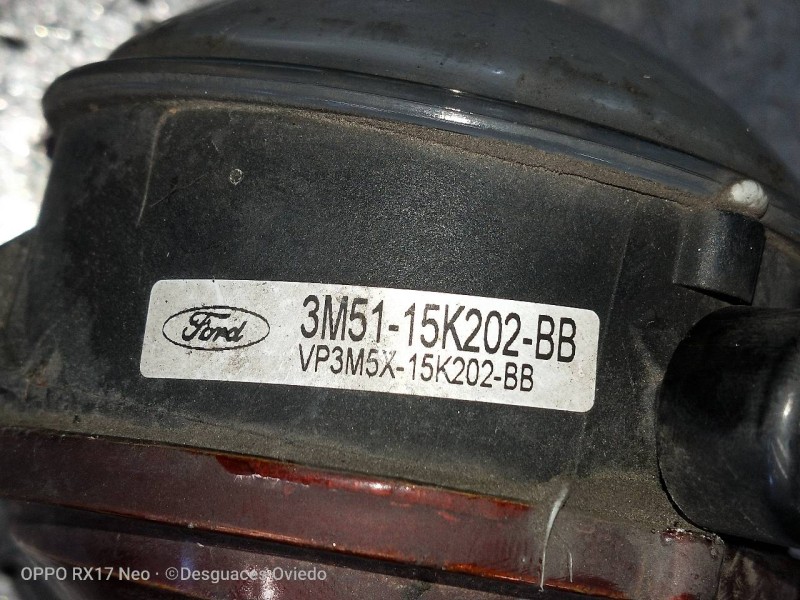 Ford
3M51-15K202-BB
VP3M5X-15K202-BB
OPPO RX17 Neo · ©Desguaces Oviedo